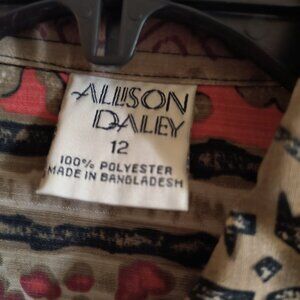 ALLISON
DALEY
12
100% POLYESTER
MADE IN BANGLADESH